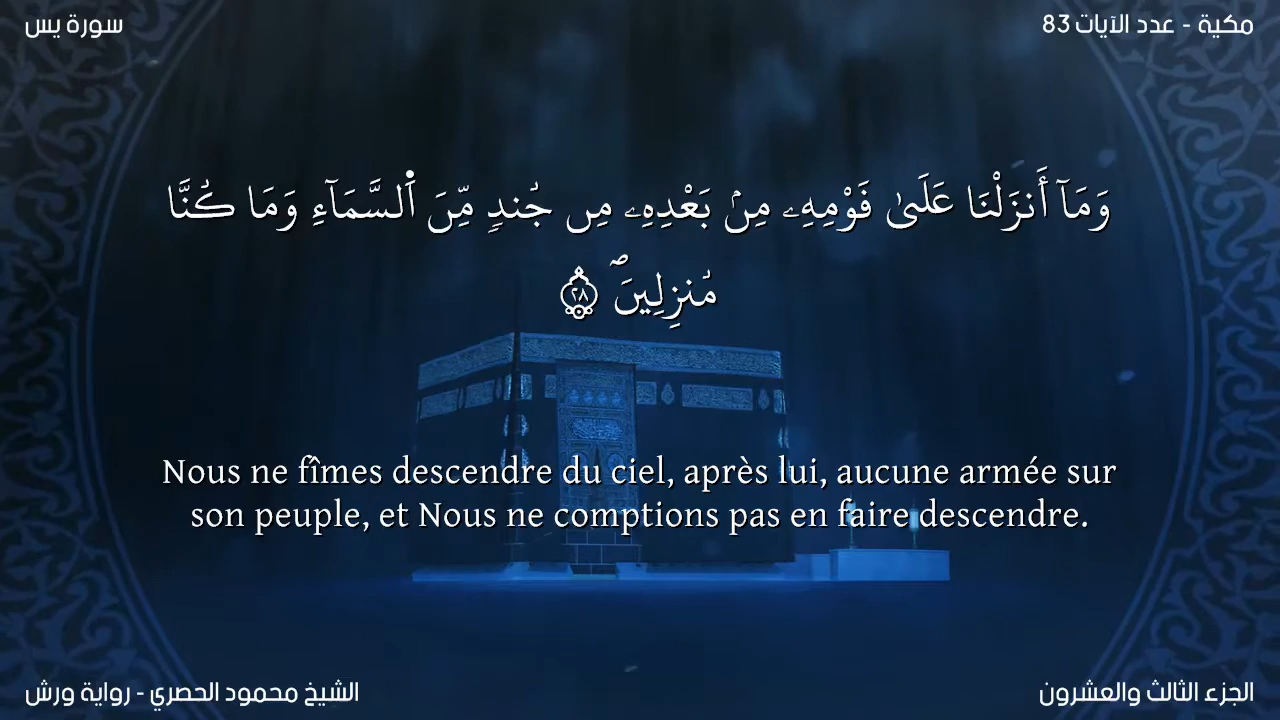 سورة يس
مكية - عدد الآيات 83
وَمَآ أَنزَلْنَا عَلَىٰ قَوْمِهِۦ مِنۢ بَعْدِهِۦ مِن جُندٖ مِّنَ اَ۬لسَّمَآءِ وَمَا كُنَّا
مُنزِلِينَۖ ٢٨
Nous ne fîmes descendre du ciel, après lui, aucune armée sur
son peuple, et Nous ne comptions pas en faire descendre.
الشيخ محمود الحصري - رواية ورش
الجزء الثالث والعشرون